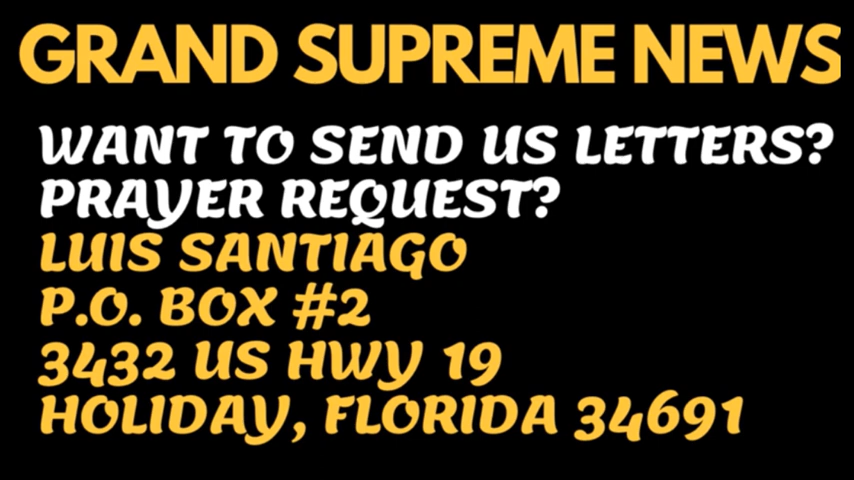 GRAND SUPREME NEWS
WANT TO SEND US LETTERS?
PRAYER REQUEST?
LUIS SANTIAGO
P.O. BOX #2
3432 US HWY 19
HOLIDAY, FLORIDA 34691